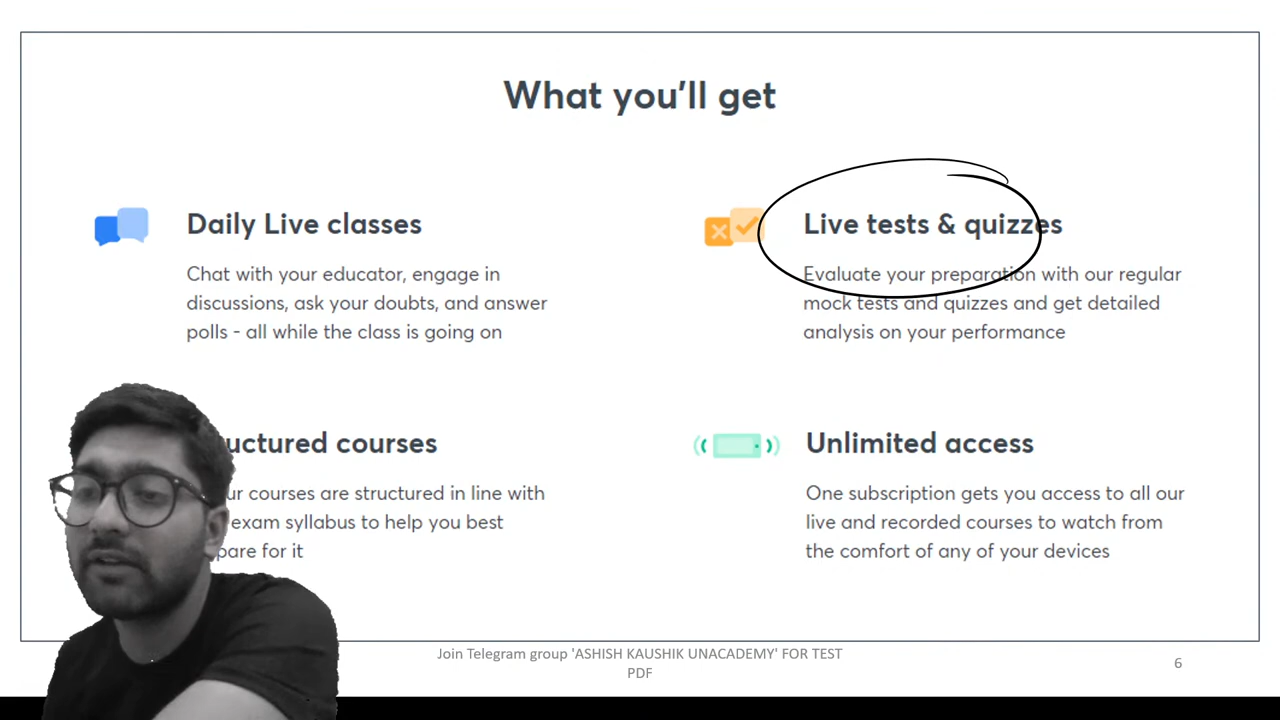 What you'll get
Daily Live classes
Chat with your educator, engage in
discussions, ask your doubts, and answer
polls - all while the class is going on
Live tests & quizzes
Evaluate your preparation with our regular
mock tests and quizzes and get detailed
analysis on your performance
courses
courses are structured in line with
exam syllabus to help you best
for it
Unlimited access
One subscription gets you access to all our
live and recorded courses to watch from
the comfort of any of your devices
Join Telegram group 'ASHISH KAUSHIK UNACADEMY' FOR TEST
PDF
6